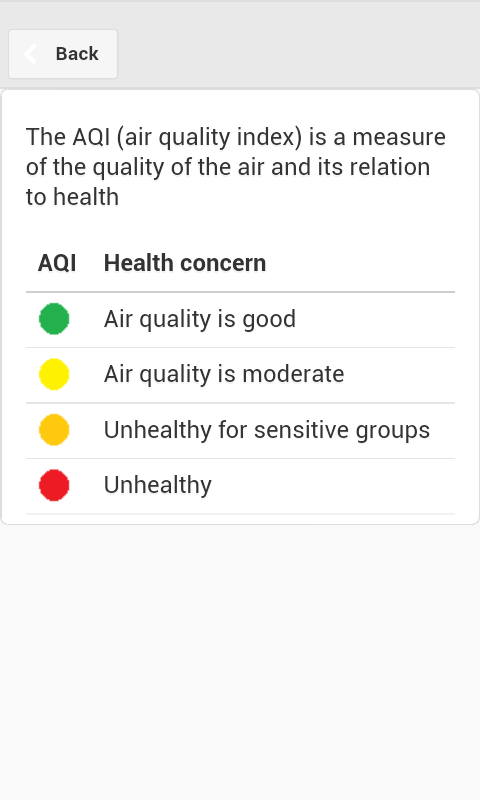 Back
The AQI (air quality index) is a measure
of the quality of the air and its relation
to health
AQI Health concern
Air quality is good
Air quality is moderate
Unhealthy for sensitive groups
Unhealthy